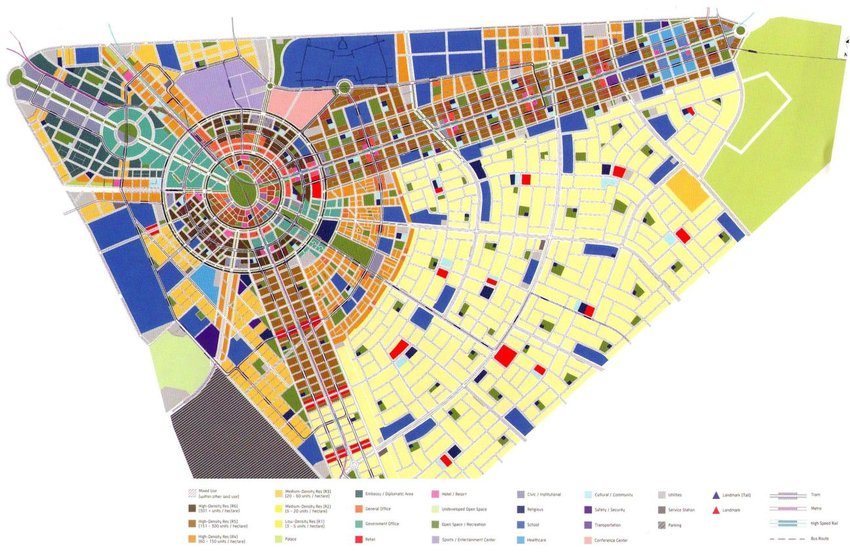 Mixed Use
(within other land use)
High-Density Res (R6)
(301 + units / hectare)
High-Density Res (R5)
(151 - 300 units / hectare)
High-Density Res (R4)
(60 - 150 units / hectare)
Medium-Density Res (R3)
(20 - 60 units / hectare)
Medium-Density Res (R2)
(5 - 20 units / hectare)
Low-Density Res (R1)
(3 - 5 units / hectare)
Palace
Embassy / Diplomatic Area
General Office
Government Office
Retail
Hotel / Resort
Undeveloped Open Space
Open Space / Recreation
Sports / Entertainment Center
Civic / Institutional
Religious
School
Healthcare
Cultural / Community
Safety / Security
Transportation
Conference Center
Utilities
Service Station
Parking
Landmark (Tall)
Landmark
Tram
Metro
High Speed Rail
Bus Route